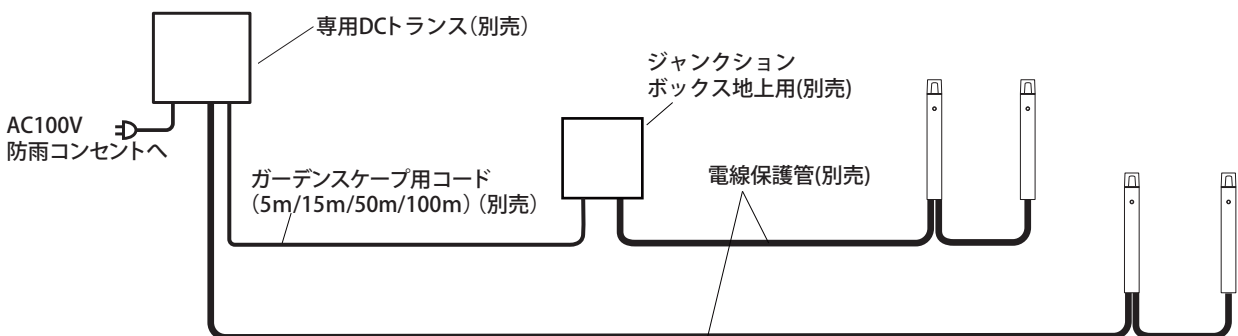 専用DCトランス（別売）
ジャンクション
ボックス地上用(別売)
AC100V
防雨コンセントへ
ガーデンスケープ用コード
（5m/15m/50m/100m）（別売）
電線保護管(別売)